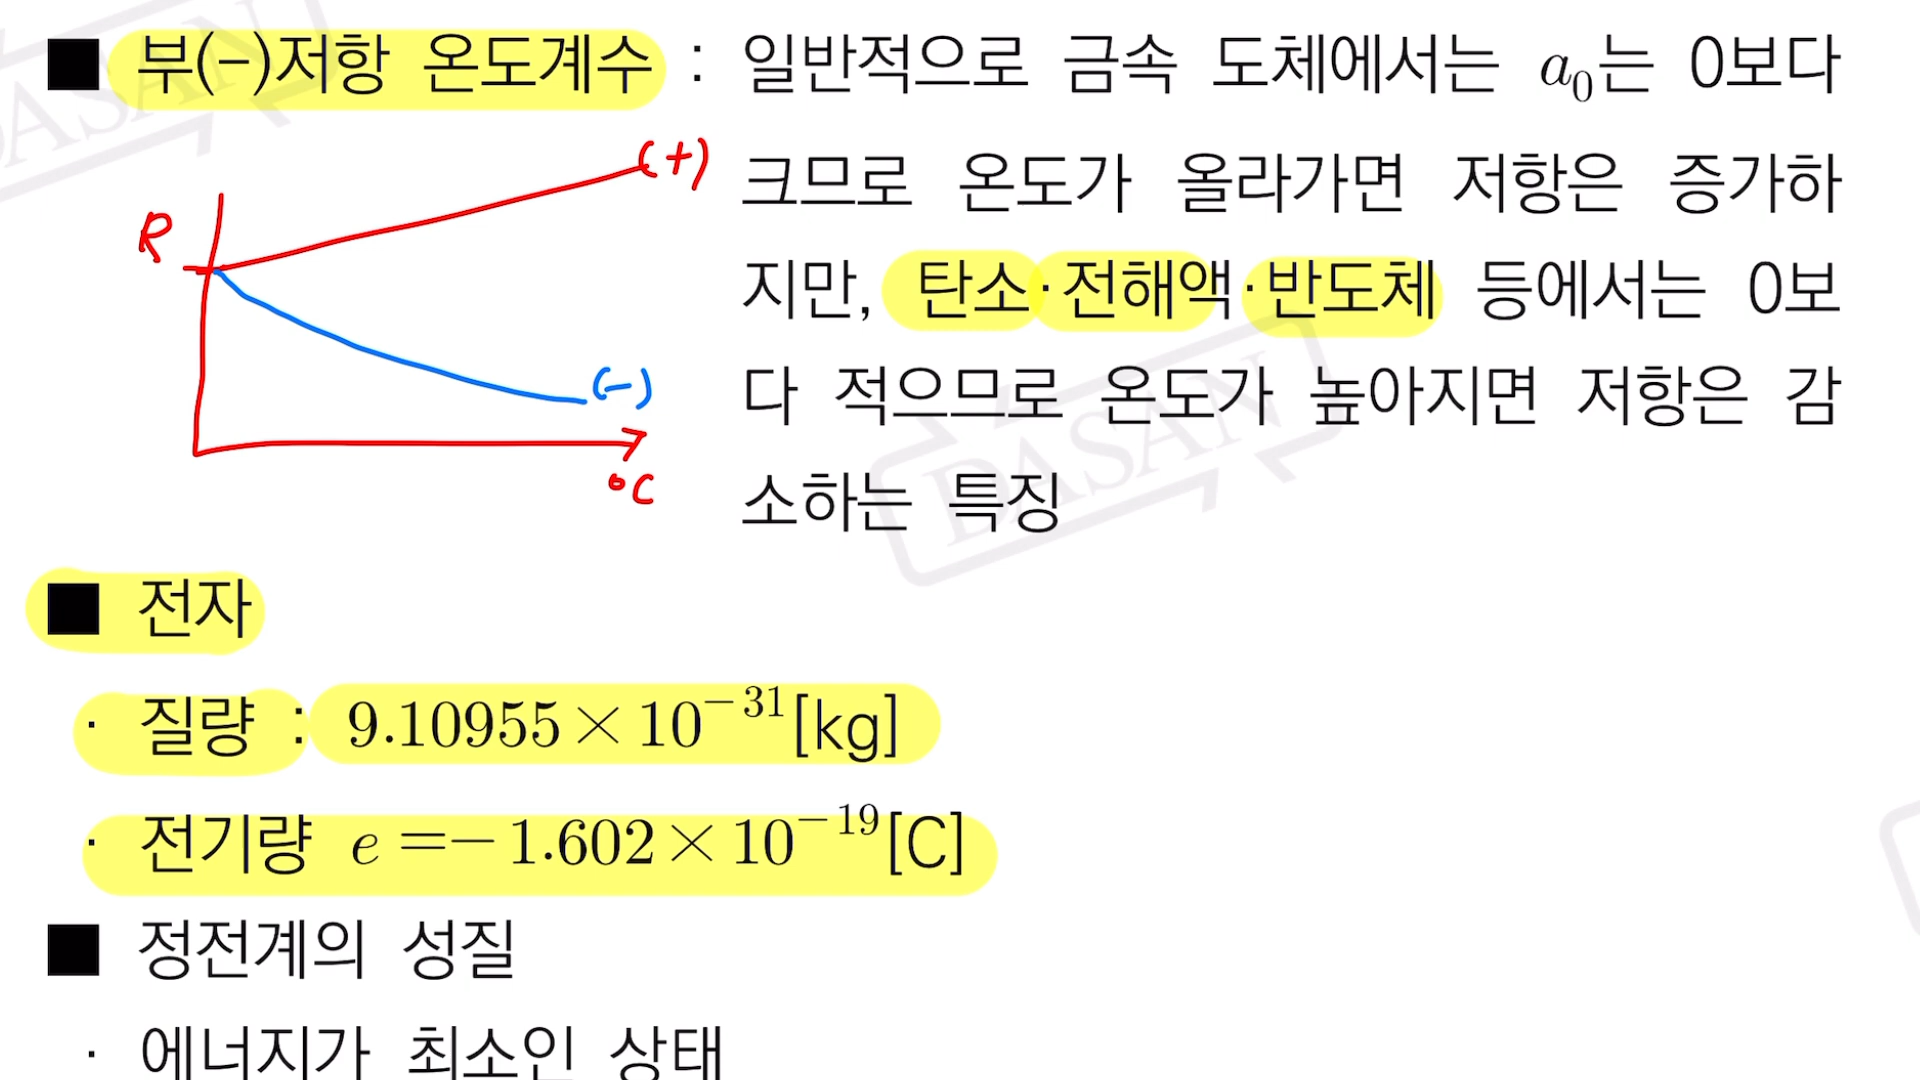 ■ 부(-)저항 온도계수 : 일반적으로 금속 도체에서는 a₀는 0보다
크므로 온도가 올라가면 저항은 증가하
지만, 탄소·전해액·반도체 등에서는 0보
다 적으므로 온도가 높아지면 저항은 감
소하는 특징
(+)
R
(-)
°C
■ 전자
· 질량 : 9.10955×10⁻³¹[kg]
· 전기량 e=-1.602×10⁻¹⁹[C]
■ 정전계의 성질
· 에너지가 최소인 상태
DASAN
DASAN